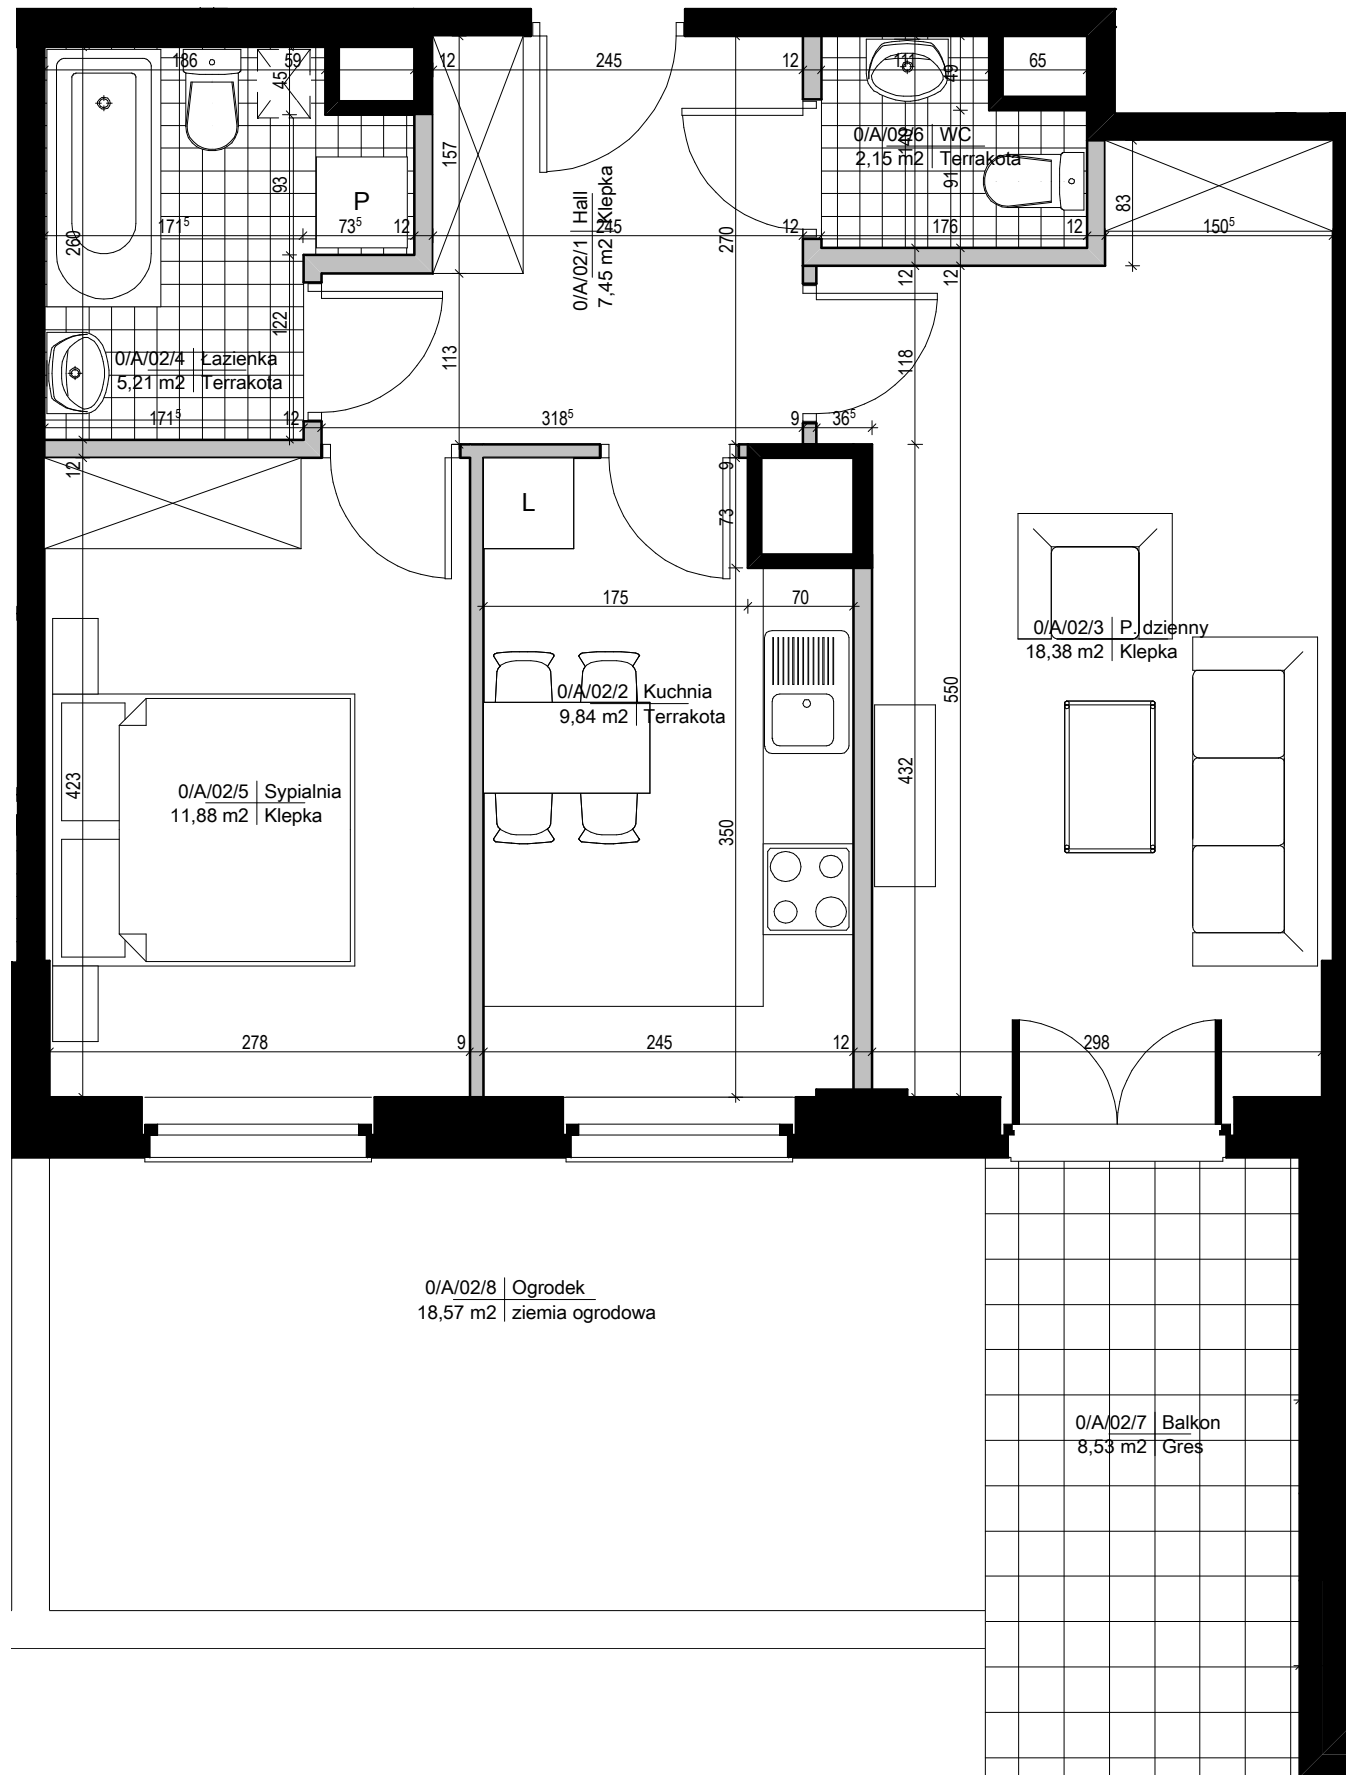 186
59
45
12
245
12
111
49
65
0/A/02/6 WC
2,15 m2 Terrakota
140
91
157
93
P
171⁵
73⁵
12
260
0/A/02/1 Hall
7,45 m2 Klepka
245
270
12
176
12
83
150⁵
12
12
122
113
118
0/A/02/4 Łazienka
5,21 m2 Terrakota
171⁵
12
318⁵
9
36⁵
12
L
9
73
175
70
0/A/02/3 P. dzienny
18,38 m2 Klepka
0/A/02/2 Kuchnia
9,84 m2 Terrakota
550
432
423
0/A/02/5 Sypialnia
11,88 m2 Klepka
350
278
9
245
12
298
0/A/02/8 Ogrodek
18,57 m2 ziemia ogrodowa
0/A/02/7 Balkon
8,53 m2 Gres